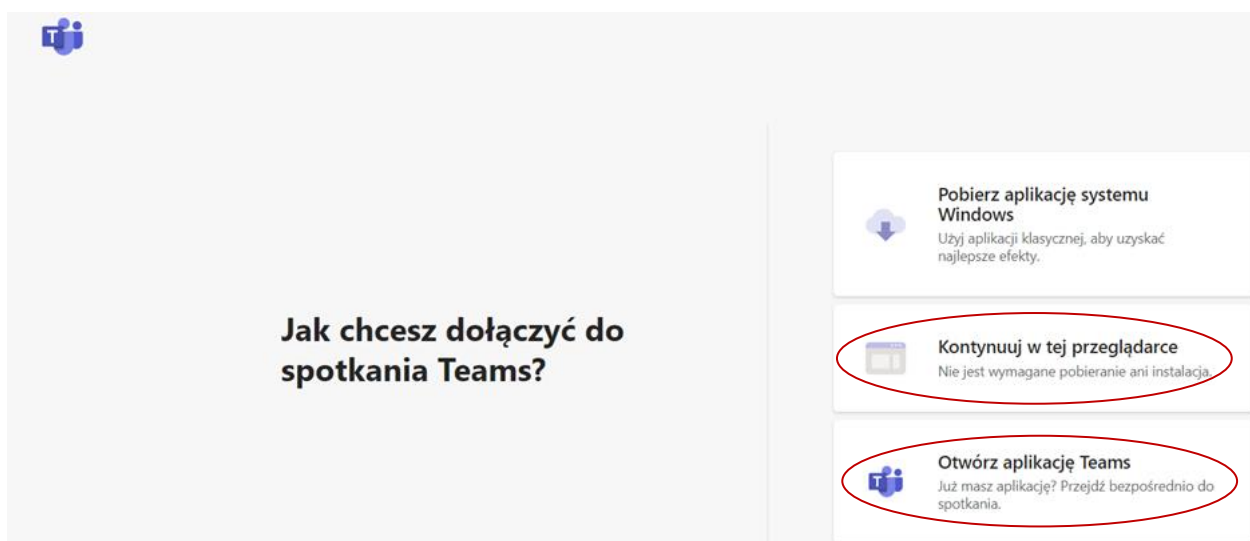 Jak chcesz dołączyć do
spotkania Teams?
Pobierz aplikację systemu
Windows
Użyj aplikacji klasycznej, aby uzyskać
najlepsze efekty.
Kontynuuj w tej przeglądarce
Nie jest wymagane pobieranie ani instalacja.
Otwórz aplikację Teams
Już masz aplikację? Przejdź bezpośrednio do
spotkania.